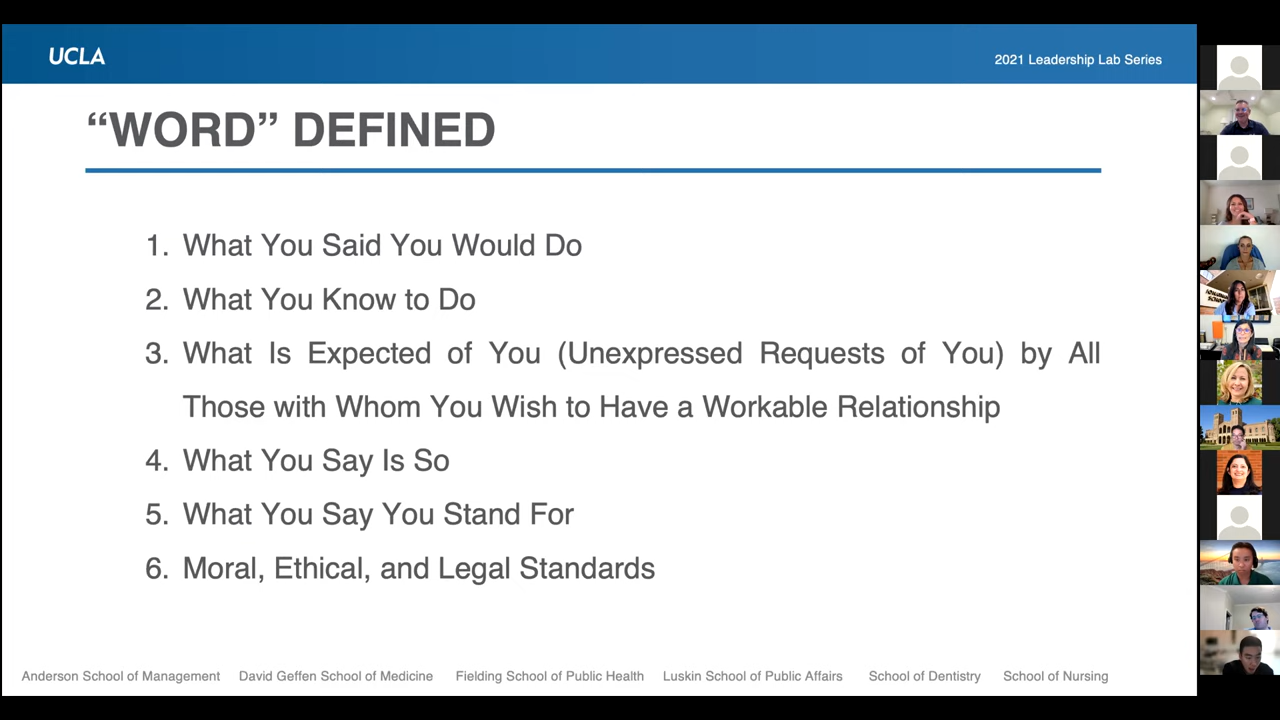 UCLA
2021 Leadership Lab Series
“WORD” DEFINED
1. What You Said You Would Do
2. What You Know to Do
3. What Is Expected of You (Unexpressed Requests of You) by All
Those with Whom You Wish to Have a Workable Relationship
4. What You Say Is So
5. What You Say You Stand For
6. Moral, Ethical, and Legal Standards
Anderson School of Management David Geffen School of Medicine Fielding School of Public Health Luskin School of Public Affairs School of Dentistry School of Nursing